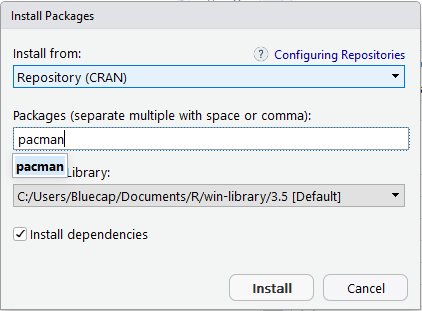 Install Packages
Install from:
? Configuring Repositories
Repository (CRAN)
Packages (separate multiple with space or comma):
pacman
pacman
Library:
C:/Users/Bluecap/Documents/R/win-library/3.5 [Default]
Install dependencies
Install
Cancel